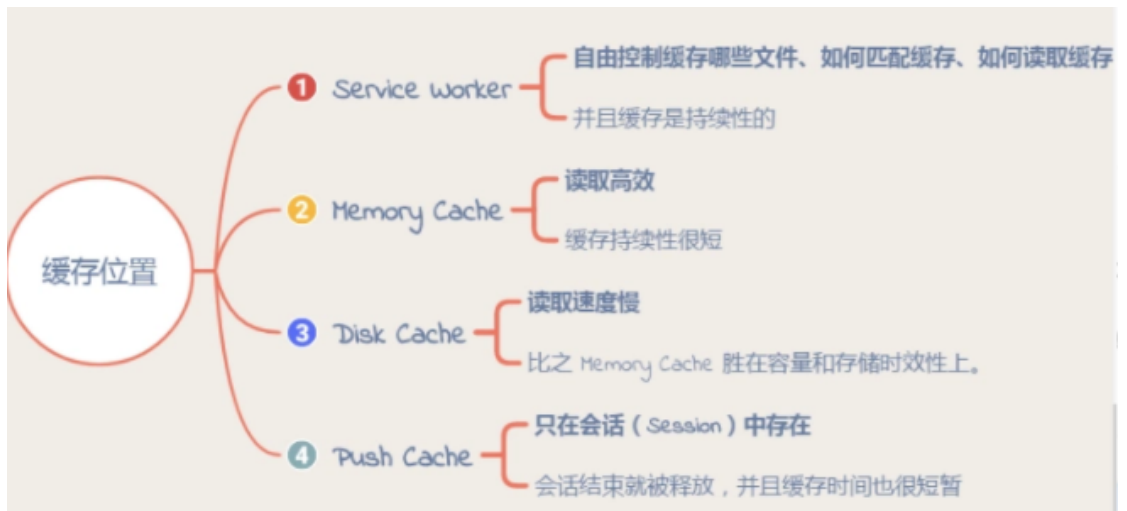 缓存位置
1 Service Worker
自由控制缓存哪些文件、如何匹配缓存、如何读取缓存
并且缓存是持续性的
2 Memory Cache
读取高效
缓存持续性很短
3 Disk Cache
读取速度慢
比之 Memory Cache 胜在容量和存储时效性上。
4 Push Cache
只在会话（Session）中存在
会话结束就被释放，并且缓存时间也很短暂